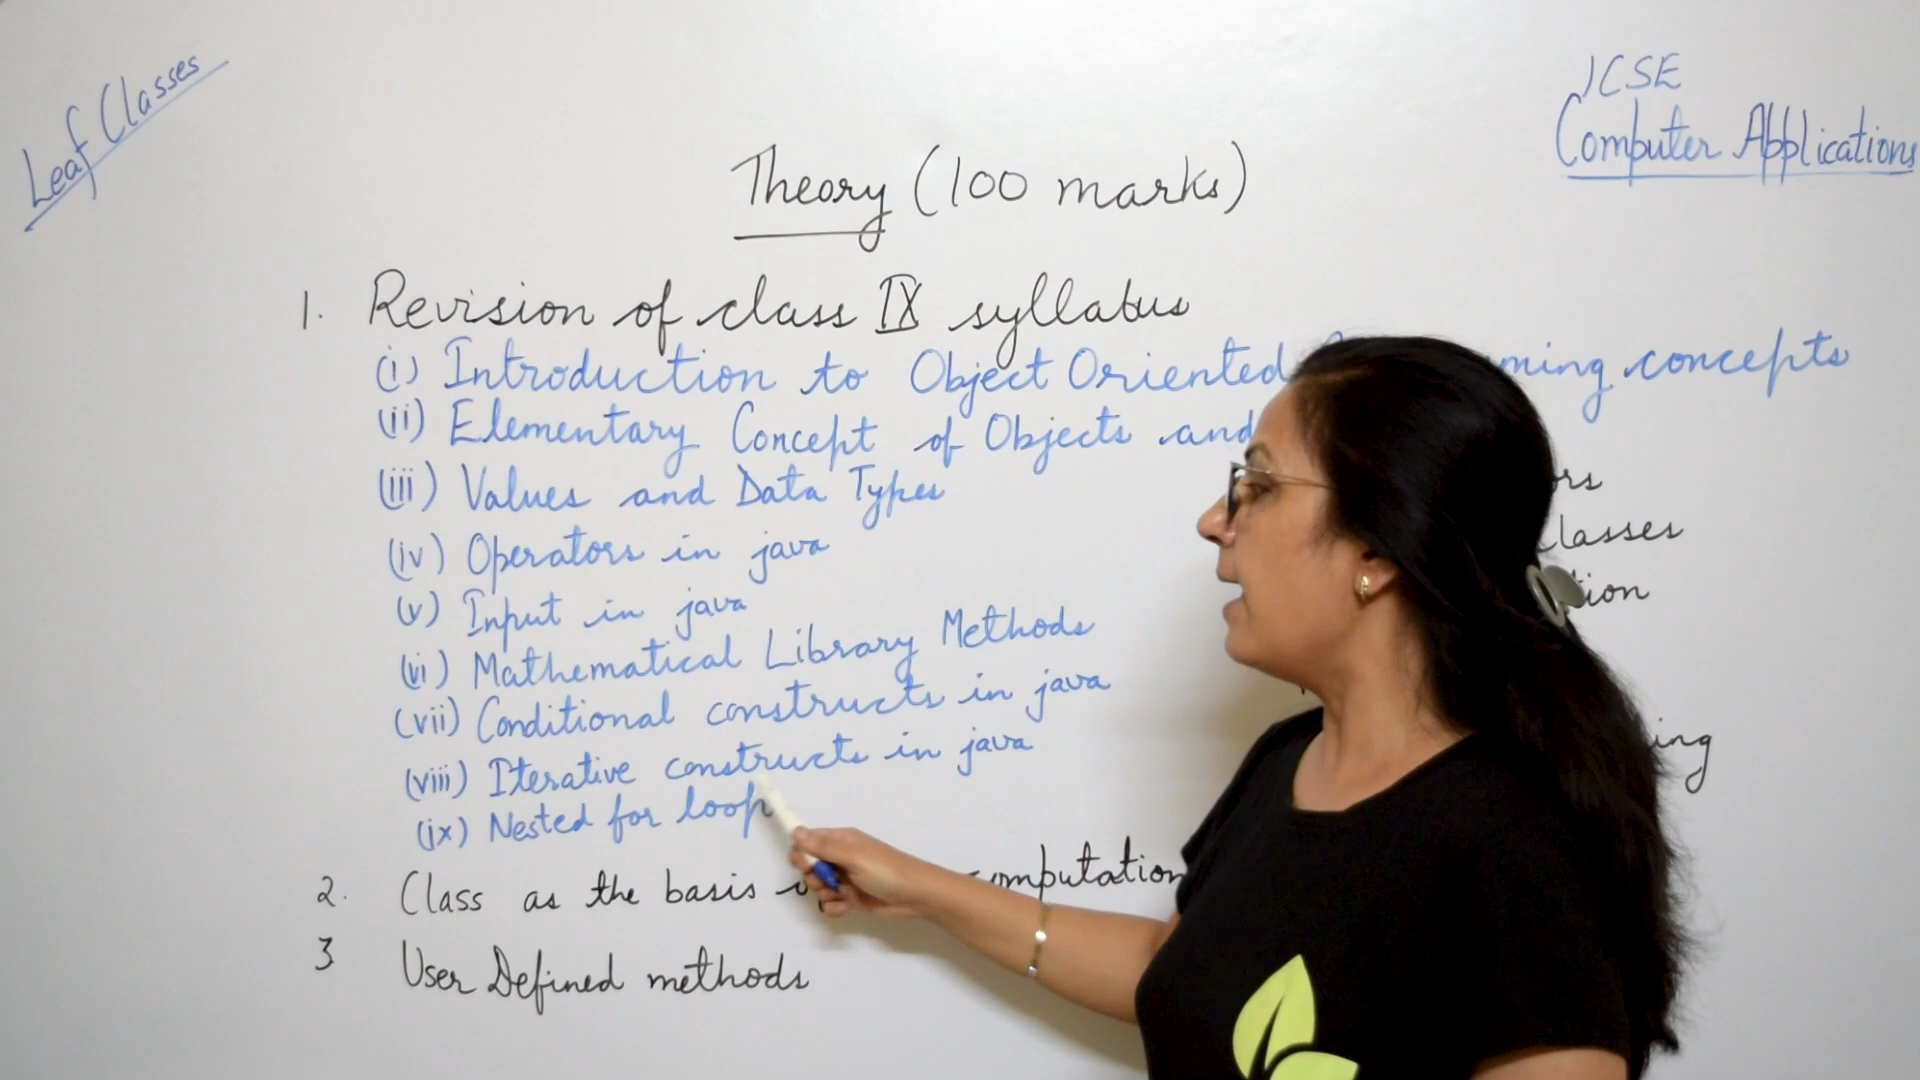 Leaf Classes
ICSE
Computer Applications
Theory (100 marks)
1. Revision of class IX syllabus
(i) Introduction to Object Oriented concepts
(ii) Elementary Concept of Objects and
(iii) Values and Data Types
(iv) Operators in java
(v) Input in java
(vi) Mathematical Library Methods
(vii) Conditional constructs in java
(viii) Iterative constructs in java
(ix) Nested for loop
2. Class as the basis
3 User Defined methods